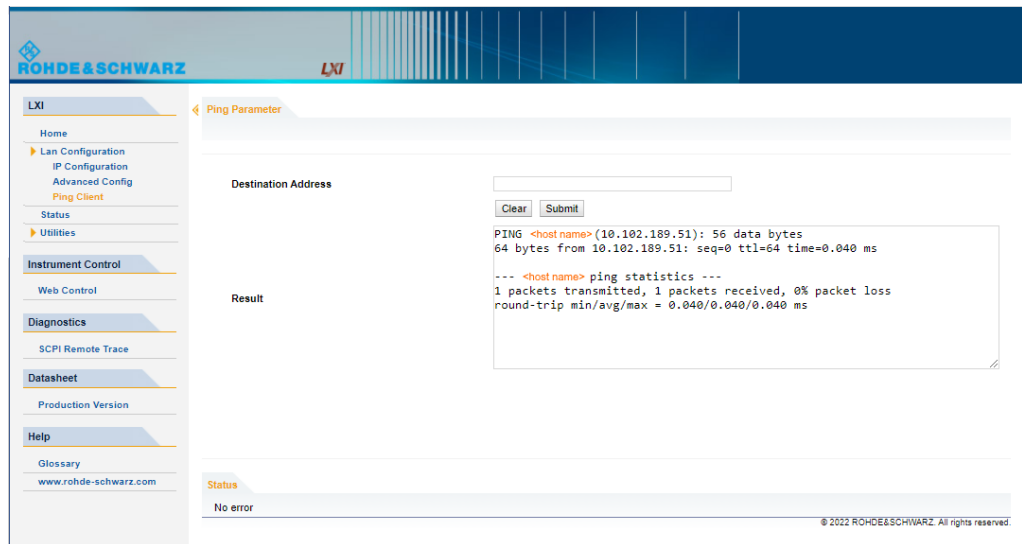 ROHDE&SCHWARZ
LXI
LXI
Home
Lan Configuration
IP Configuration
Advanced Config
Ping Client
Status
Utilities
Instrument Control
Web Control
Diagnostics
SCPI Remote Trace
Datasheet
Production Version
Help
Glossary
www.rohde-schwarz.com
Ping Parameter
Destination Address
Clear Submit
Result
PING <host name> (10.102.189.51): 56 data bytes
64 bytes from 10.102.189.51: seq=0 ttl=64 time=0.040 ms
--- <host name> ping statistics ---
1 packets transmitted, 1 packets received, 0% packet loss
round-trip min/avg/max = 0.040/0.040/0.040 ms
Status
No error
© 2022 ROHDE&SCHWARZ. All rights reserved.